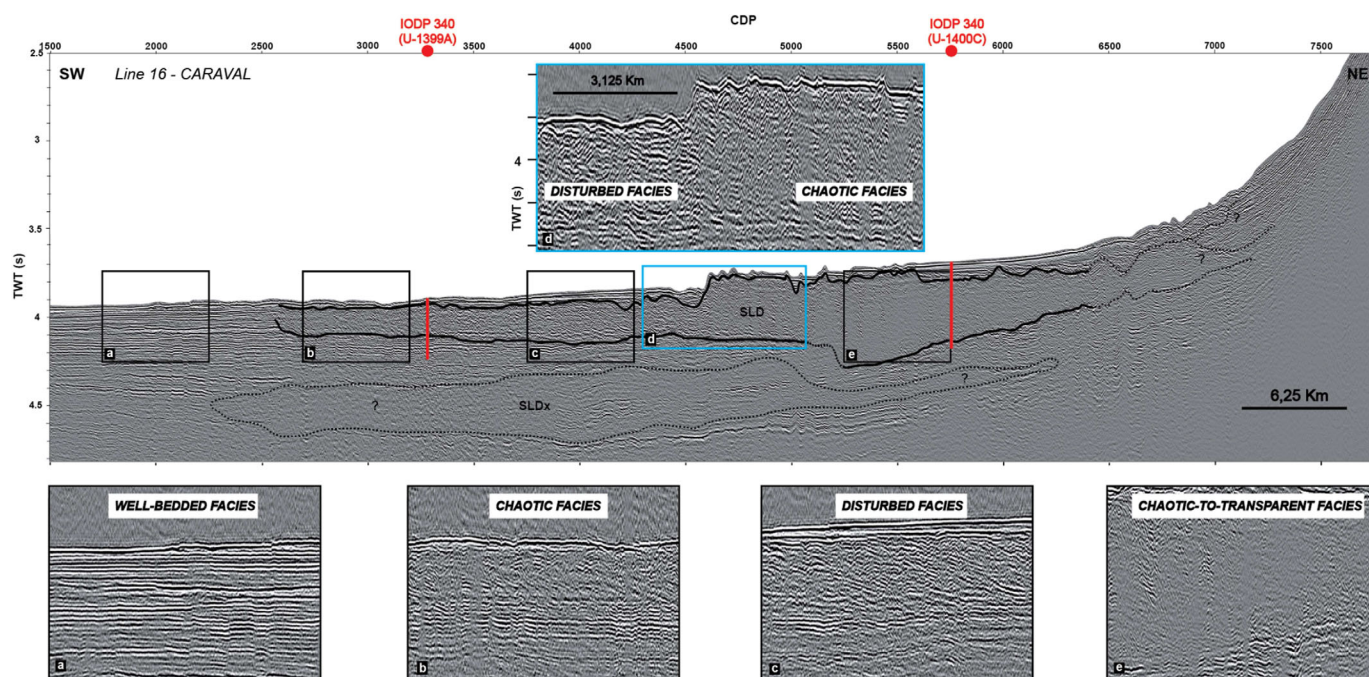 CDP
IODP 340
(U-1399A)
IODP 340
(U-1400C)
1500 2000 2500 3000 3500 4000 4500 5000 5500 6000 6500 7000 7500
2.5
SW
Line 16 - CARAVAL
NE
3
3.5
4
4.5
TWT (s)
3,125 Km
4
TWT (s)
DISTURBED FACIES
CHAOTIC FACIES
d
?
?
a
b
c
d
SLD
e
?
SLDx
?
6,25 Km
WELL-BEDDED FACIES
a
CHAOTIC FACIES
b
DISTURBED FACIES
c
CHAOTIC-TO-TRANSPARENT FACIES
e